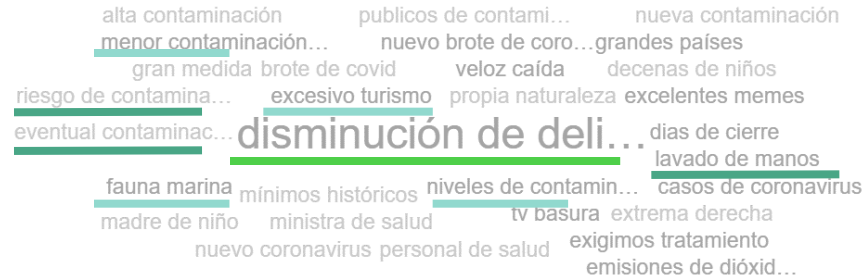 alta contaminación publicos de contami… nueva contaminación
menor contaminación… nuevo brote de coro… grandes países
gran medida brote de covid veloz caída decenas de niños
riesgo de contamina… excesivo turismo propia naturaleza excelentes memes
eventual contaminac… disminución de deli… dias de cierre
lavado de manos
fauna marina mínimos históricos niveles de contamin… casos de coronavirus
madre de niño ministra de salud tv basura extrema derecha
nuevo coronavirus personal de salud exigimos tratamiento
emisiones de dióxid…